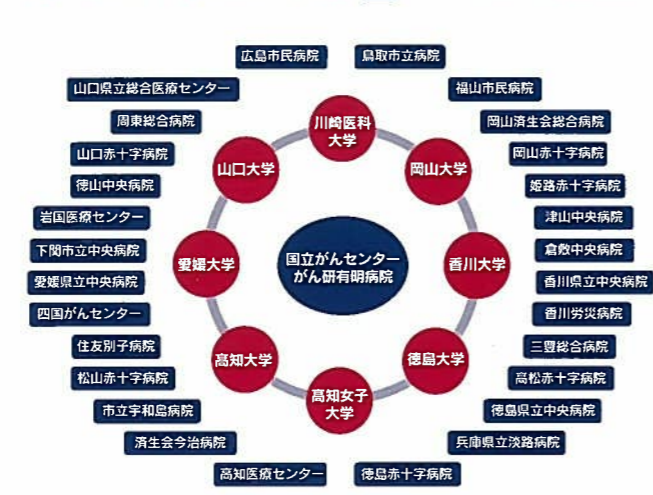 広島市民病院
鳥取市立病院
山口県立総合医療センター
福山市民病院
周東総合病院
岡山済生会総合病院
山口赤十字病院
岡山赤十字病院
徳山中央病院
姫路赤十字病院
岩国医療センター
津山中央病院
下関市立中央病院
倉敷中央病院
愛媛県立中央病院
香川県立中央病院
四国がんセンター
香川労災病院
住友別子病院
三豊総合病院
松山赤十字病院
高松赤十字病院
市立宇和島病院
徳島県立中央病院
済生会今治病院
兵庫県立淡路病院
高知医療センター
徳島赤十字病院
川崎医科
大学
山口大学
岡山大学
愛媛大学
国立がんセンター
がん研有明病院
香川大学
高知大学
徳島大学
高知女子
大学